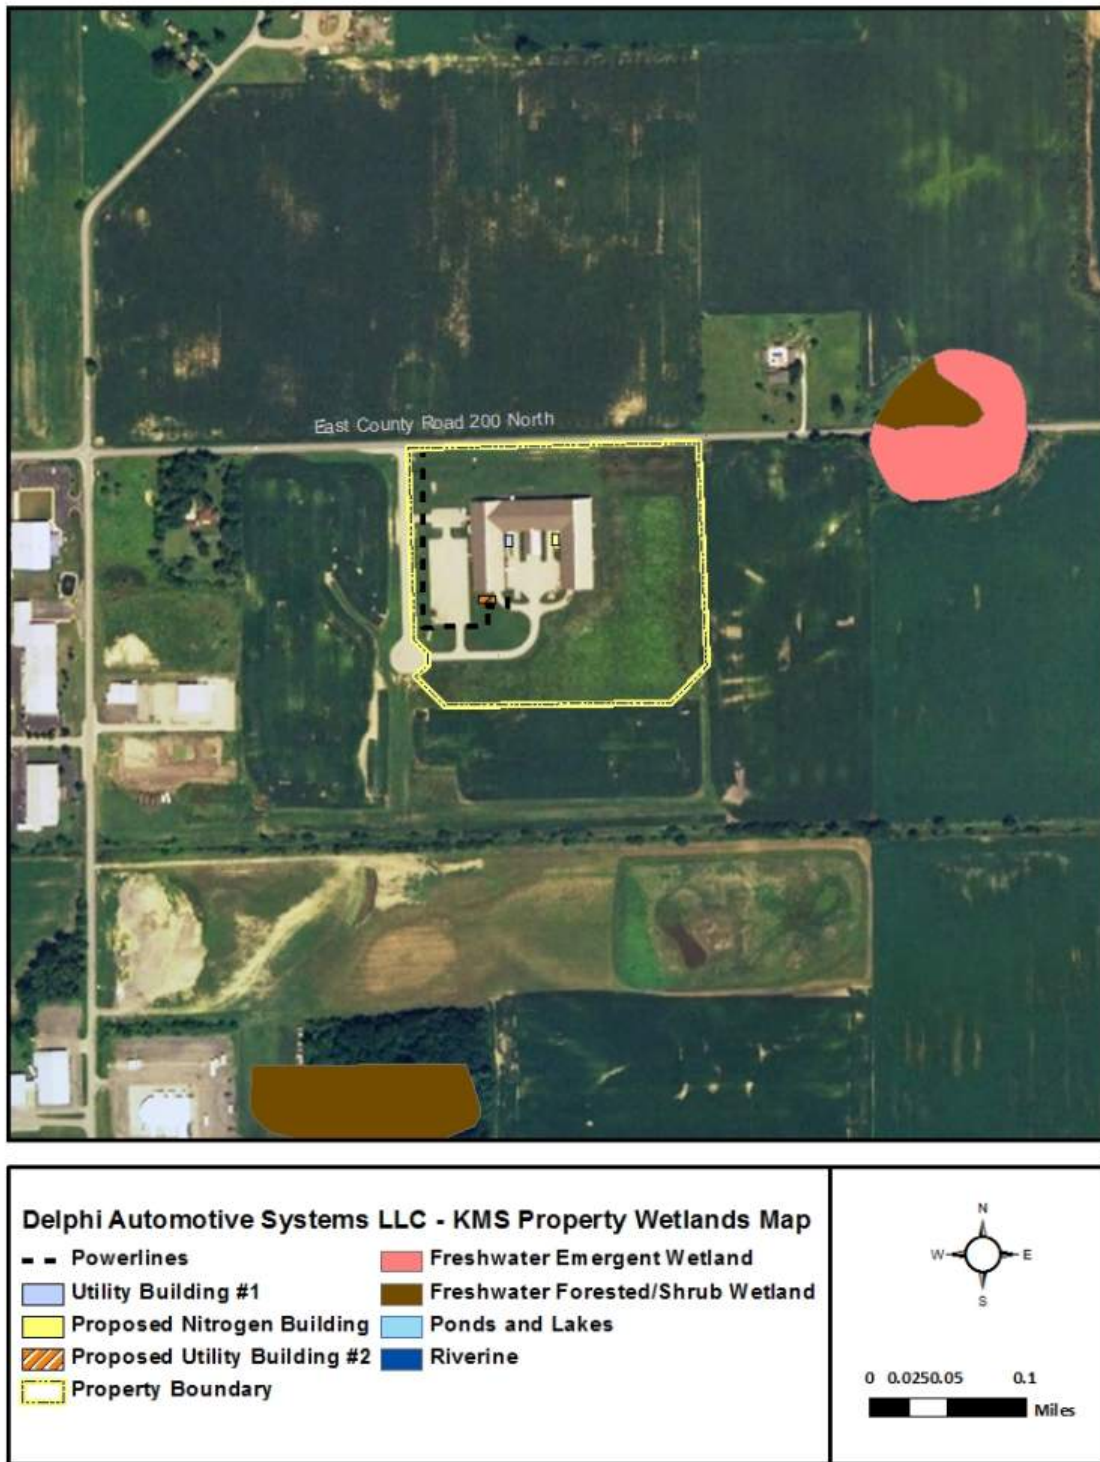 East County Road 200 North
Delphi Automotive Systems LLC - KMS Property Wetlands Map
Powerlines
Utility Building #1
Proposed Nitrogen Building
Proposed Utility Building #2
Property Boundary
Freshwater Emergent Wetland
Freshwater Forested/Shrub Wetland
Ponds and Lakes
Riverine
N
W E
S
0 0.0250.05 0.1
Miles